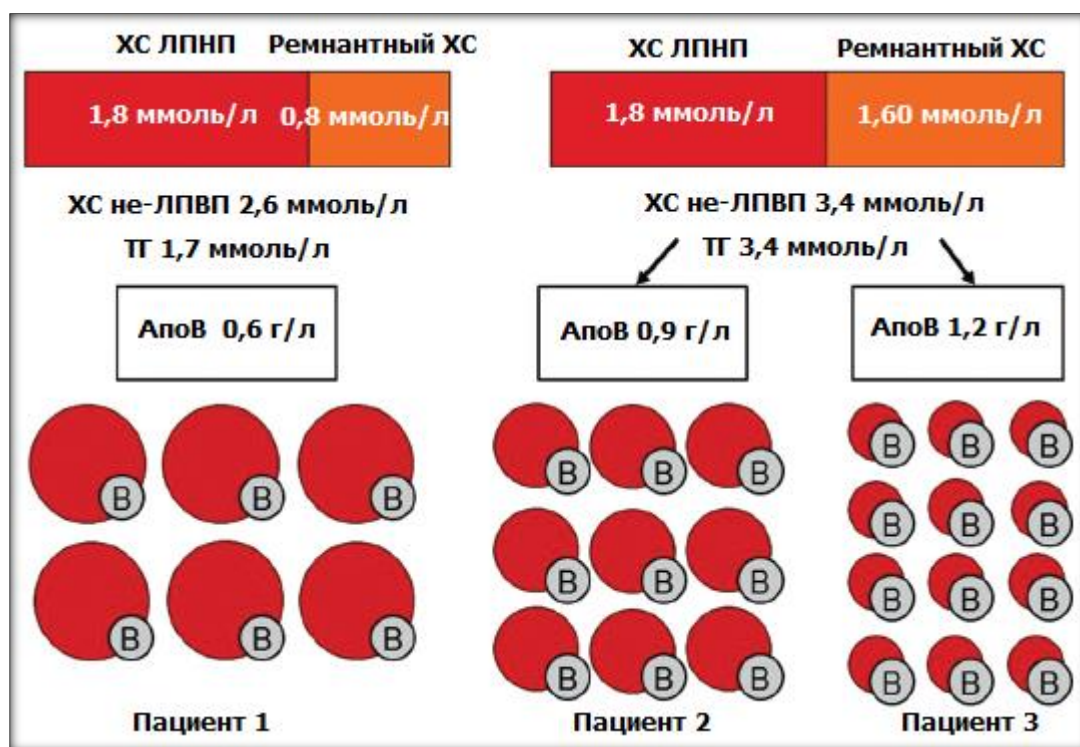 ХС ЛПНП Ремнантный ХС
1,8 ммоль/л 0,8 ммоль/л
ХС не-ЛПВП 2,6 ммоль/л
ТГ 1,7 ммоль/л
АпоВ 0,6 г/л
В В В
В В В
Пациент 1
ХС ЛПНП Ремнантный ХС
1,8 ммоль/л 1,60 ммоль/л
ХС не-ЛПВП 3,4 ммоль/л
ТГ 3,4 ммоль/л
АпоВ 0,9 г/л
В В В
В В В
В В В
Пациент 2
АпоВ 1,2 г/л
В В В
В В В
В В В
В В В
Пациент 3